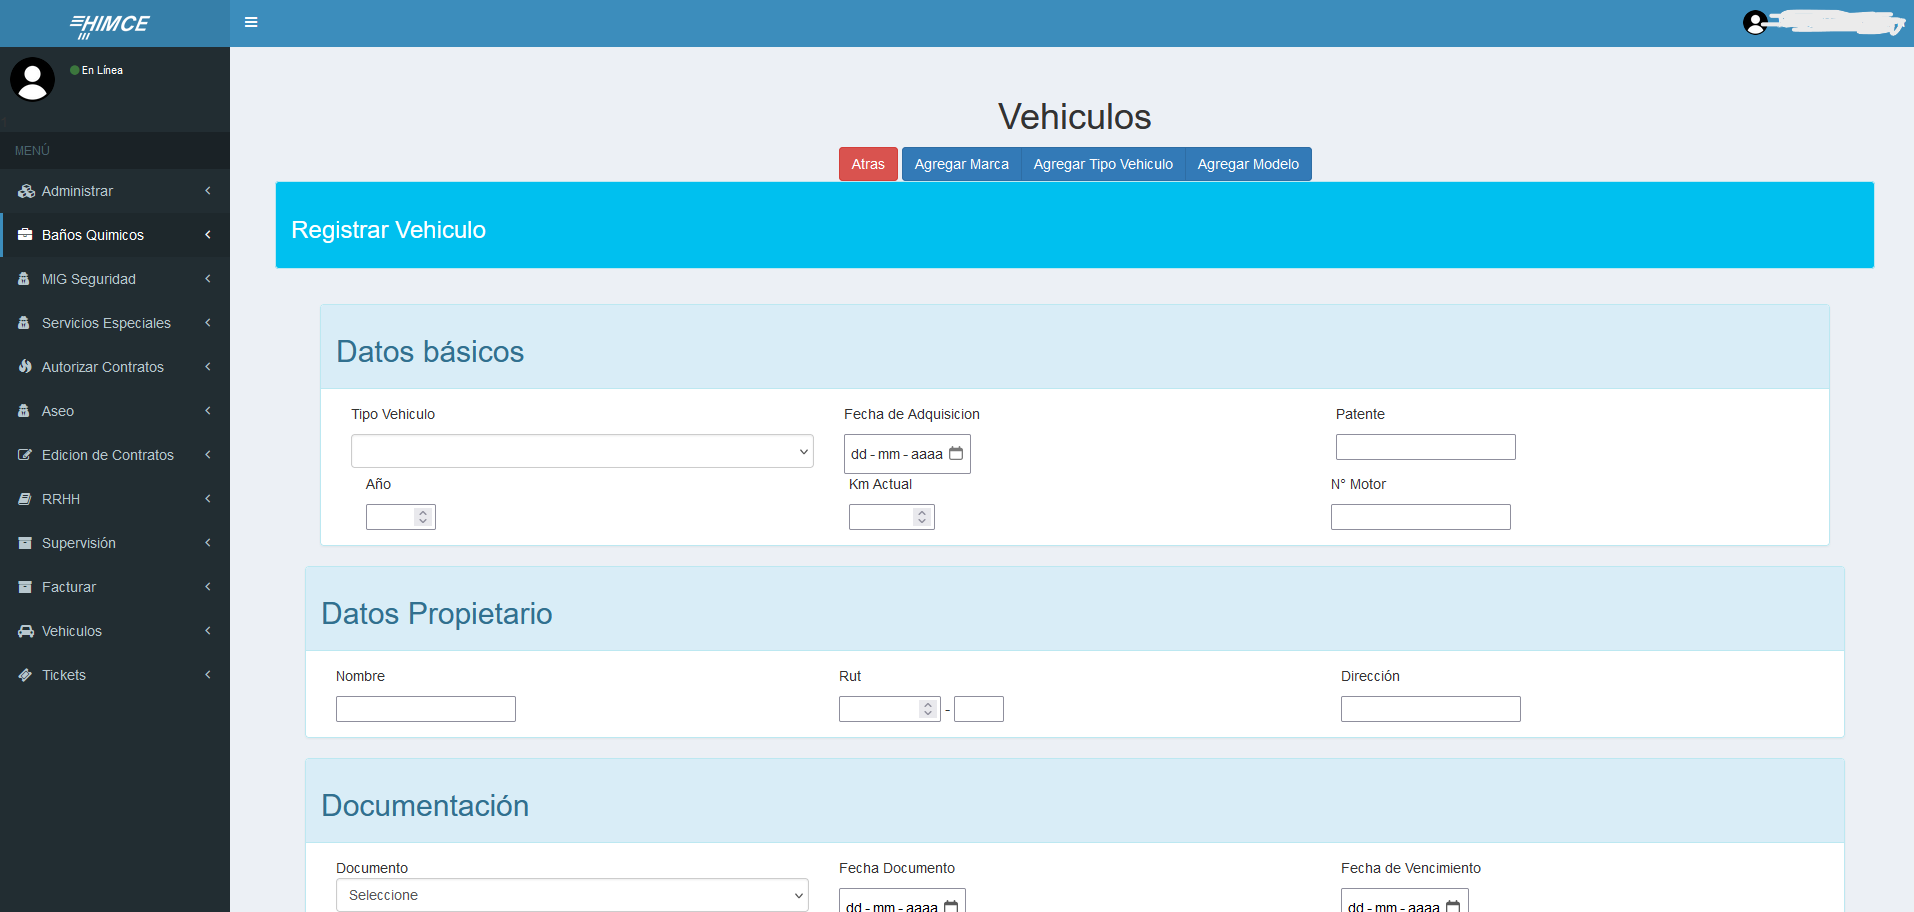 HIMCE
En Línea
MENÚ
Administrar
Baños Quimicos
MIG Seguridad
Servicios Especiales
Autorizar Contratos
Aseo
Edicion de Contratos
RRHH
Supervisión
Facturar
Vehiculos
Tickets
Vehiculos
Atras Agregar Marca Agregar Tipo Vehiculo Agregar Modelo
Registrar Vehiculo
Datos básicos
Tipo Vehiculo Fecha de Adquisicion Patente
dd-mm-aaaa
Año Km Actual N° Motor
Datos Propietario
Nombre Rut Dirección
-
Documentación
Documento Fecha Documento Fecha de Vencimiento
Seleccione dd-mm-aaaa dd-mm-aaaa